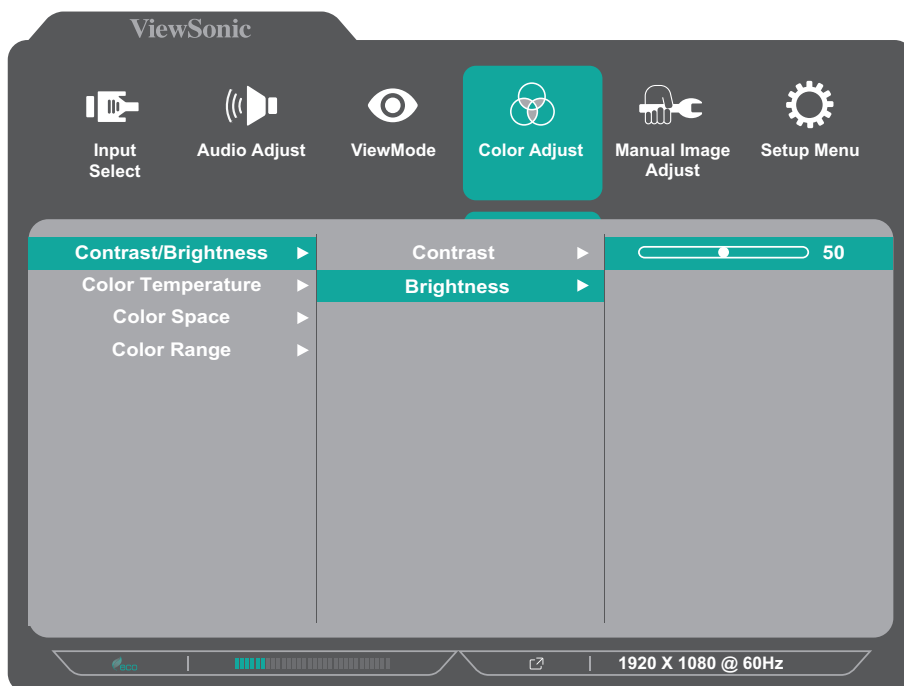 ViewSonic
Input
Select
Audio Adjust
ViewMode
Color Adjust
Manual Image
Adjust
Setup Menu
Contrast/Brightness
Contrast
50
Color Temperature
Brightness
Color Space
Color Range
eco
1920 X 1080 @ 60Hz